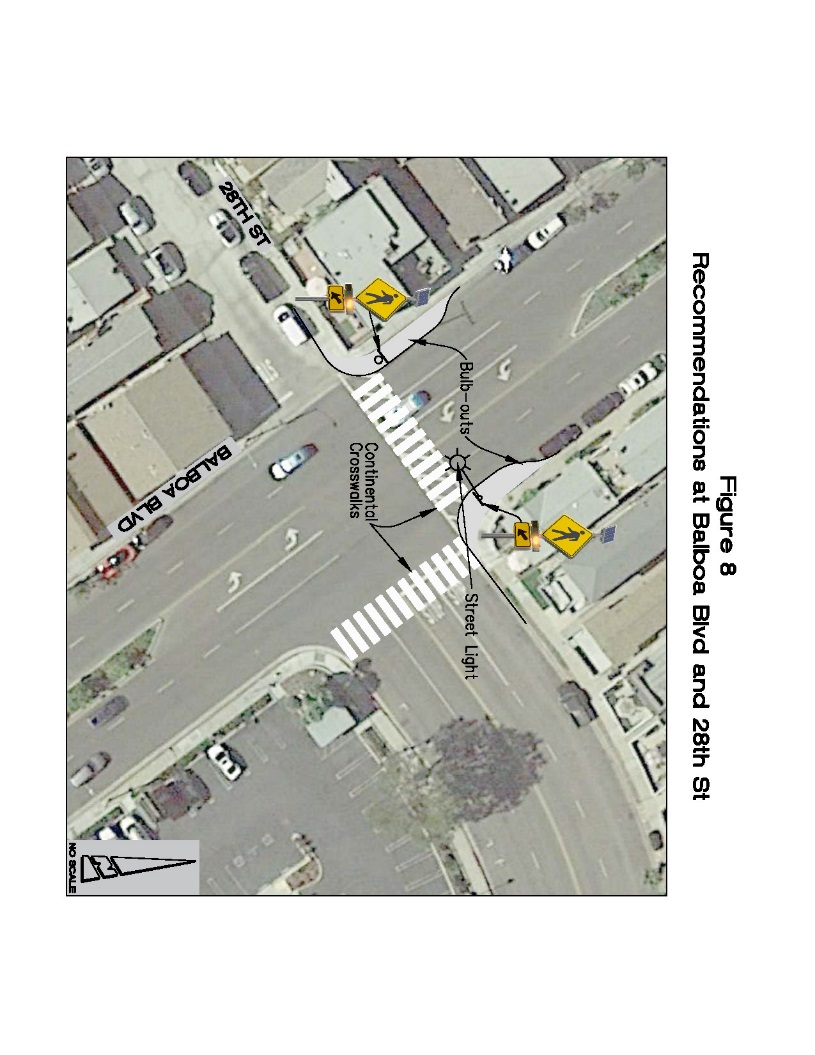 Figure 8
Recommendations at Balboa Blvd and 28th St
28TH ST
Bulb-outs
Continental
Crosswalks
Street Light
BALBOA BLVD
N
NO SCALE